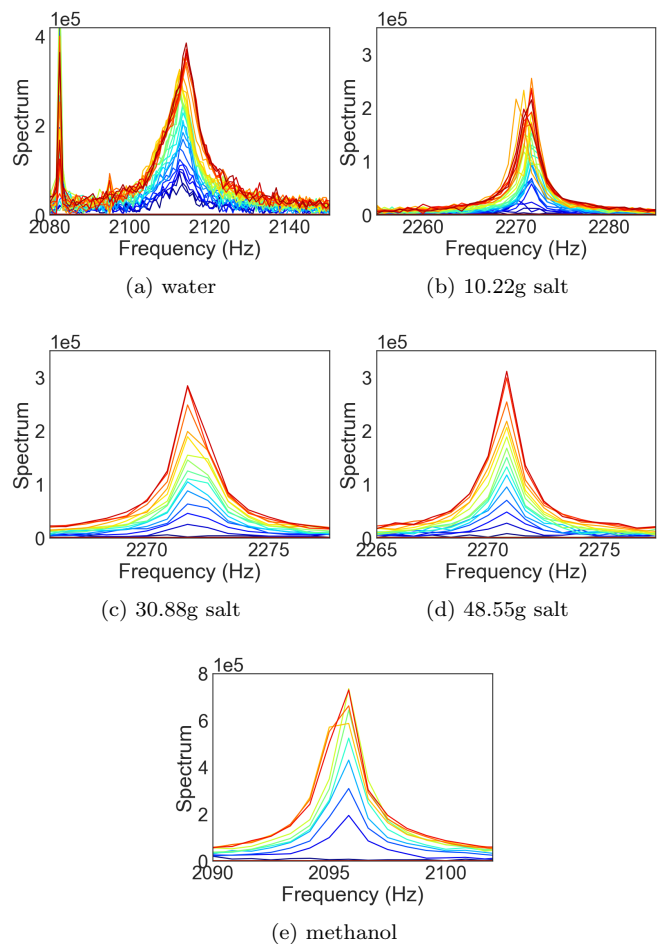 1e5
4
2
0
Spectrum
2080 2100 2120 2140
Frequency (Hz)
(a) water
1e5
3
2
1
0
Spectrum
2260 2270 2280
Frequency (Hz)
(b) 10.22g salt
1e5
3
2
1
0
Spectrum
2270 2275
Frequency (Hz)
(c) 30.88g salt
1e5
3
2
1
0
Spectrum
2265 2270 2275
Frequency (Hz)
(d) 48.55g salt
1e5
8
6
4
2
0
Spectrum
2090 2095 2100
Frequency (Hz)
(e) methanol